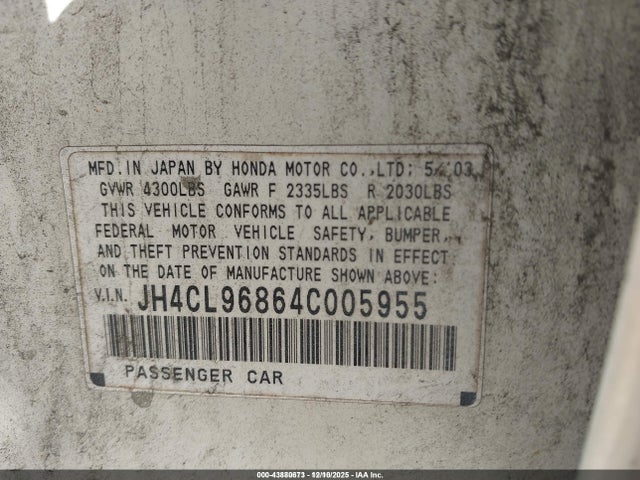 MFD.IN JAPAN BY HONDA MOTOR CO.,LTD; 5/'03
GVWR 4300LBS GAWR F 2335LBS R 2030LBS
THIS VEHICLE CONFORMS TO ALL APPLICABLE
FEDERAL MOTOR VEHICLE SAFETY, BUMPER,
AND THEFT PREVENTION STANDARDS IN EFFECT
ON THE DATE OF MANUFACTURE SHOWN ABOVE:
V.I.N. JH4CL96864C005955
PASSENGER CAR
000-43880673 - 12/10/2025 - IAA Inc.